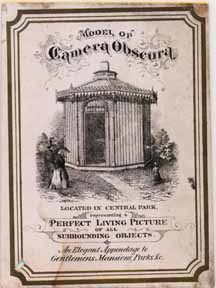 MODEL OF
Camera Obscura
LOCATED IN CENTRAL PARK,
representing a
PERFECT LIVING PICTURE
OF ALL
SURROUNDING OBJECTS
An Elegant Appendage to
Gentlemens Mansions, Parks &c.